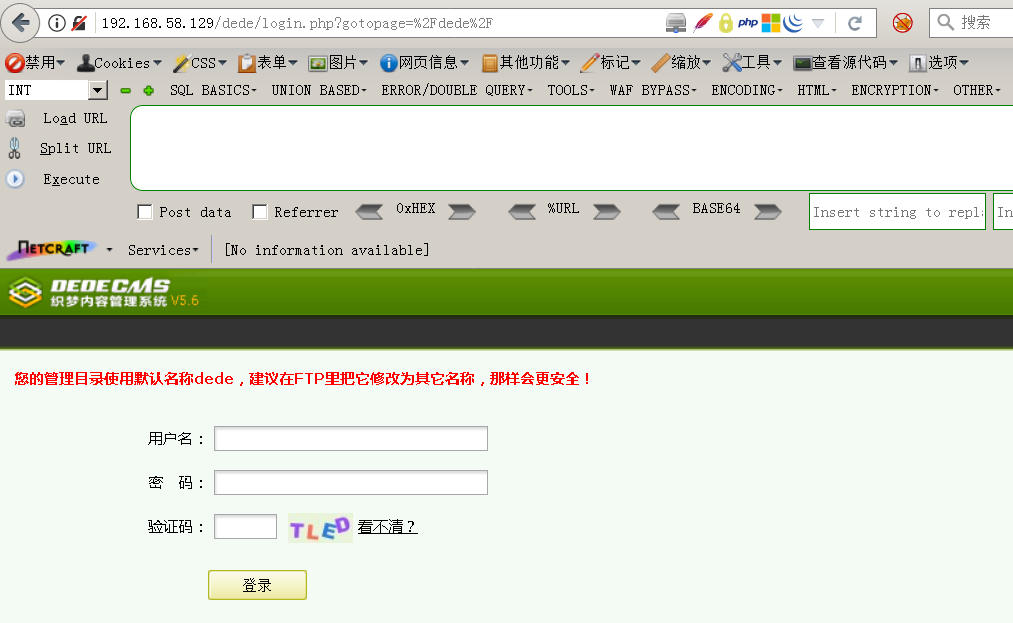 192.168.58.129/dede/login.php?gotopage=%2Fdede%2F php 搜索
禁用 Cookies CSS 表单 图片 网页信息 其他功能 标记 缩放 工具 查看源代码 选项
INT SQL BASICS UNION BASED ERROR/DOUBLE QUERY TOOLS WAF BYPASS ENCODING HTML ENCRYPTION OTHER
Load URL
Split URL
Execute
Post data Referrer 0xHEX %URL BASE64 Insert string to repl In
NETCRAFT Services [No information available]
DEDECMS
织梦内容管理系统 V5.6
您的管理目录使用默认名称dede，建议在FTP里把它修改为其它名称，那样会更安全！
用户名：
密 码：
验证码： TLED 看不清？
登录